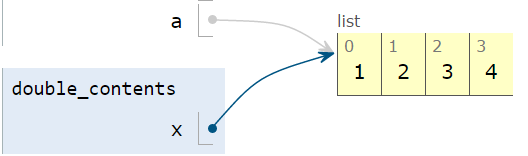 a
list
0 1 2 3
1 2 3 4
double_contents
x